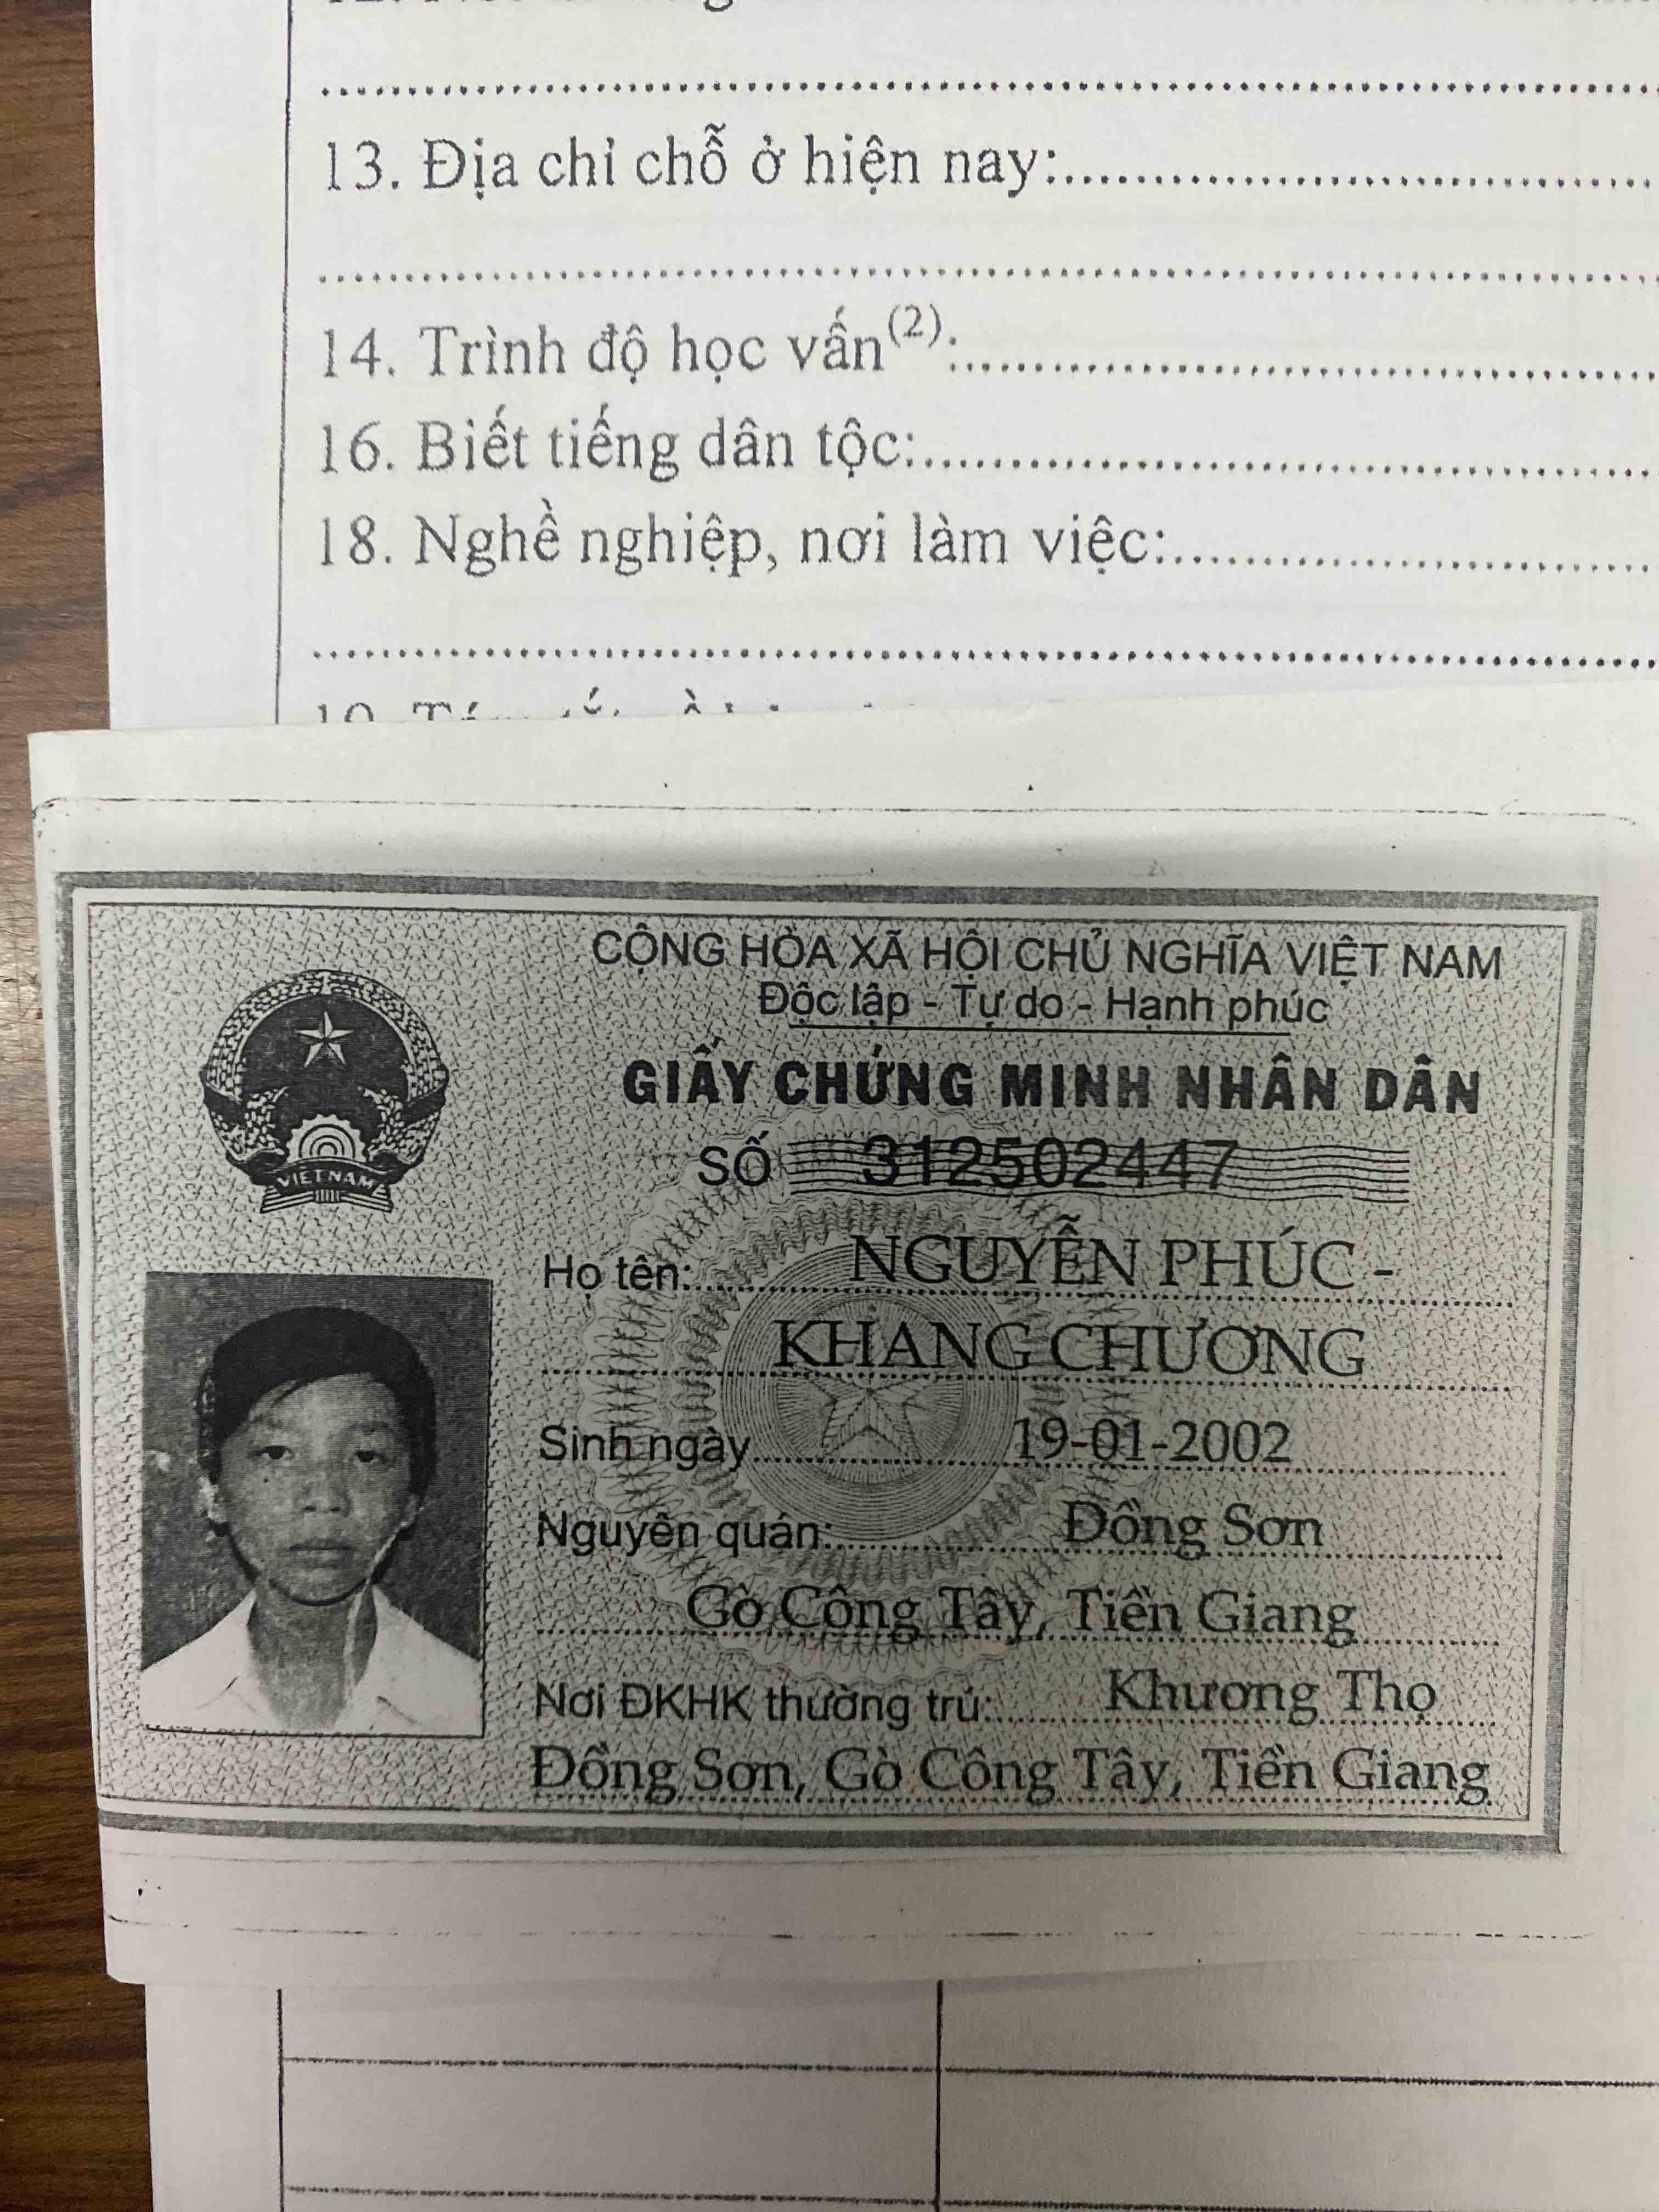 13. Địa chỉ chỗ ở hiện nay:
14. Trình độ học vấn(2):
16. Biết tiếng dân tộc:
18. Nghề nghiệp, nơi làm việc:
CỘNG HÒA XÃ HỘI CHỦ NGHĨA VIỆT NAM
Độc lập - Tự do - Hạnh phúc
GIẤY CHỨNG MINH NHÂN DÂN
VIỆT NAM
SỐ 312502447
Họ tên: NGUYỄN PHÚC -
KHANG CHƯƠNG
Sinh ngày 19-01-2002
Nguyên quán: Đồng Sơn
Gò Công Tây, Tiền Giang
Nơi ĐKHK thường trú: Khương Thọ
Đồng Sơn, Gò Công Tây, Tiền Giang